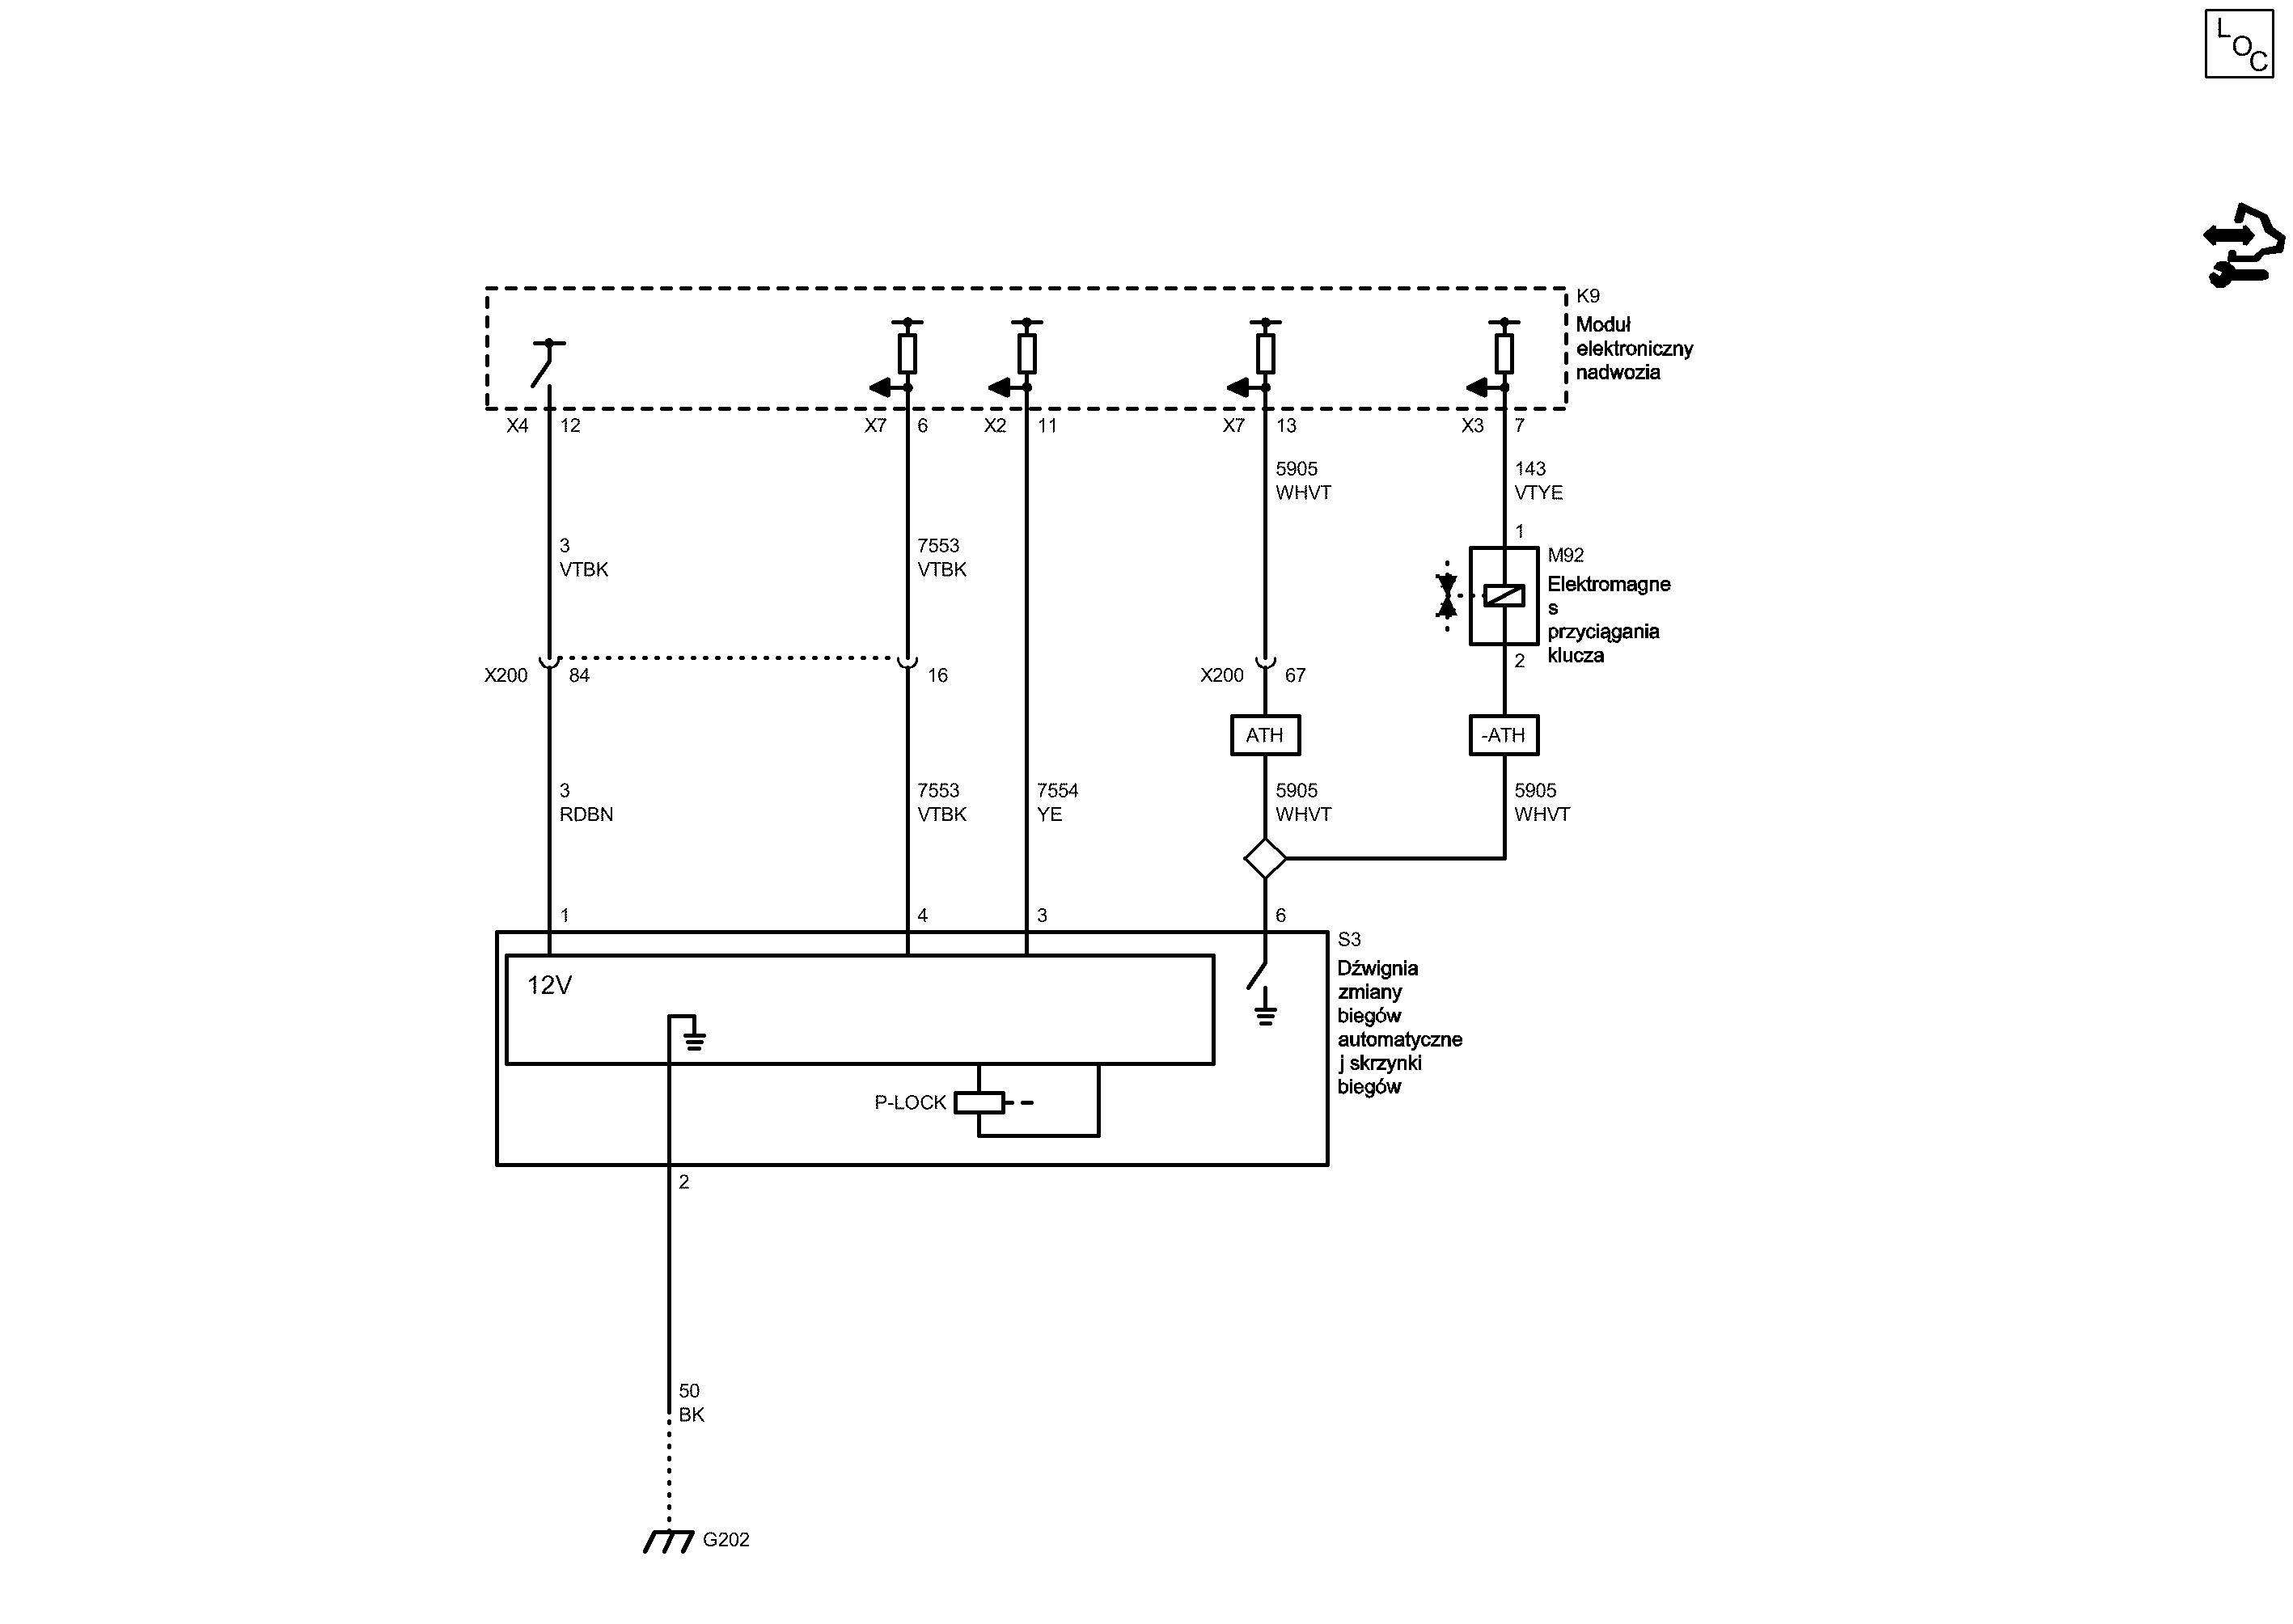 LOC
K9
Moduł
elektroniczny
nadwozia
X4 12
X7 6
X2 11
X7 13
X3 7
5905
WHVT
143
VTYE
1
3
VTBK
7553
VTBK
M92
Elektromagne
s
przyciągania
klucza
2
X200 84
16
X200 67
ATH
-ATH
3
RDBN
7553
VTBK
7554
YE
5905
WHVT
5905
WHVT
1
4
3
6
S3
Dźwignia
zmiany
biegów
automatyczne
j skrzynki
biegów
12V
P-LOCK
2
50
BK
G202